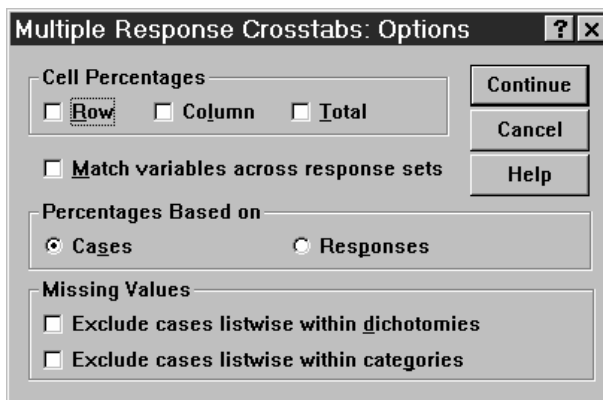 Multiple Response Crosstabs: Options ? ×
Cell Percentages
Row Column Total
Continue
Cancel
Match variables across response sets
Help
Percentages Based on
Cases Responses
Missing Values
Exclude cases listwise within dichotomies
Exclude cases listwise within categories